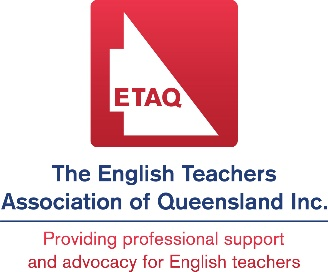 ETAQ
The English Teachers
Association of Queensland Inc.
Providing professional support
and advocacy for English teachers